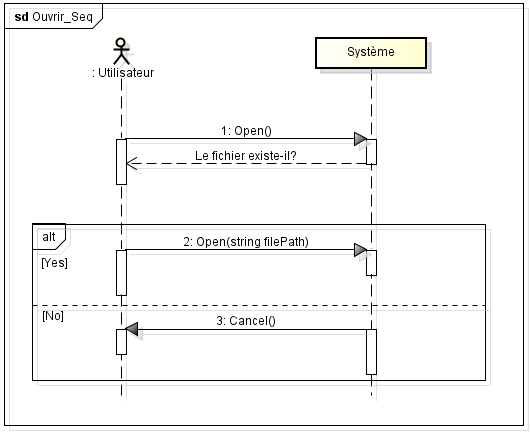 sd Ouvrir_Seq
: Utilisateur
Système
1: Open()
Le fichier existe-il?
alt
2: Open(string filePath)
[Yes]
[No]
3: Cancel()